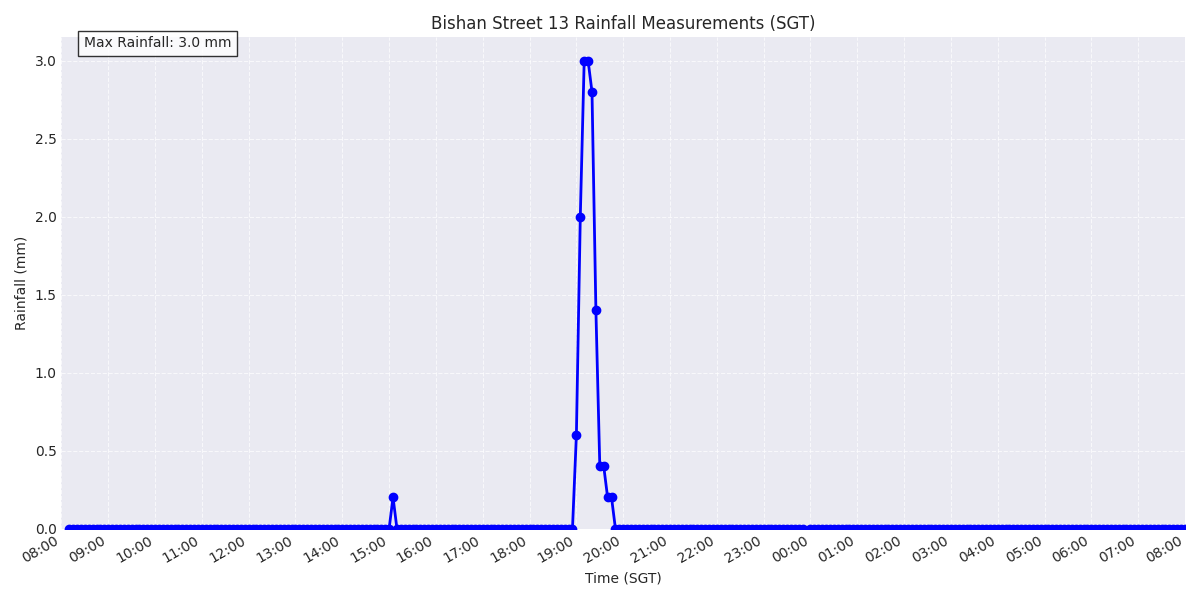 Bishan Street 13 Rainfall Measurements (SGT)
Max Rainfall: 3.0 mm
3.0
2.5
2.0
1.5
1.0
0.5
0.0
Rainfall (mm)
08:00 09:00 10:00 11:00 12:00 13:00 14:00 15:00 16:00 17:00 18:00 19:00 20:00 21:00 22:00 23:00 00:00 01:00 02:00 03:00 04:00 05:00 06:00 07:00 08:00
Time (SGT)